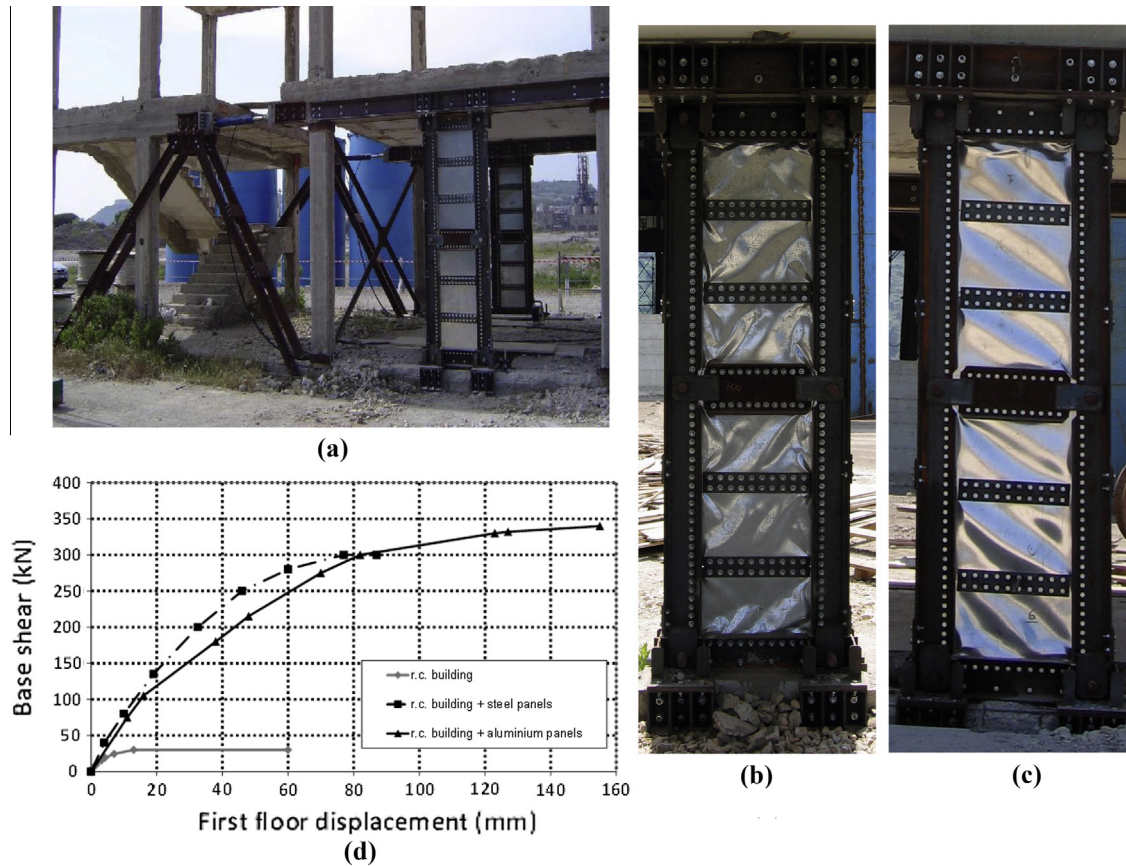 (a)
(b)
(c)
400
350
300
250
200
150
100
50
0
Base shear (kN)
0 20 40 60 80 100 120 140 160
First floor displacement (mm)
r.c. building
r.c. building + steel panels
r.c. building + aluminium panels
(d)
6